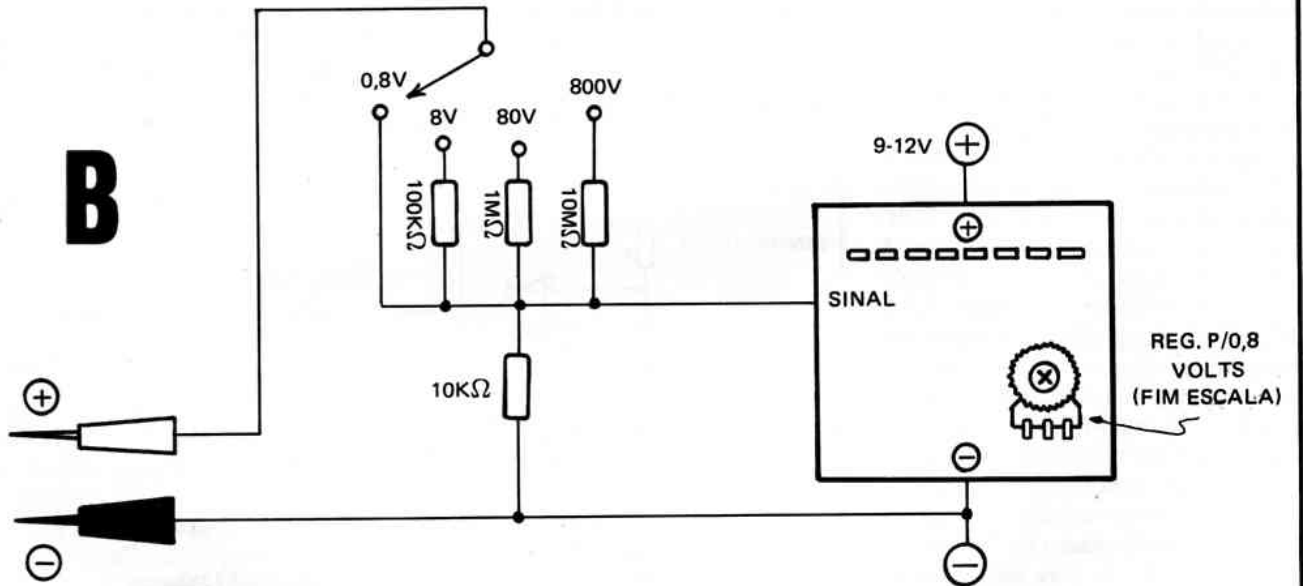 0,8V
8V
80V
800V
9-12V
B
100KΩ
1MΩ
10MΩ
SINAL
10KΩ
REG. P/0,8
VOLTS
(FIM ESCALA)